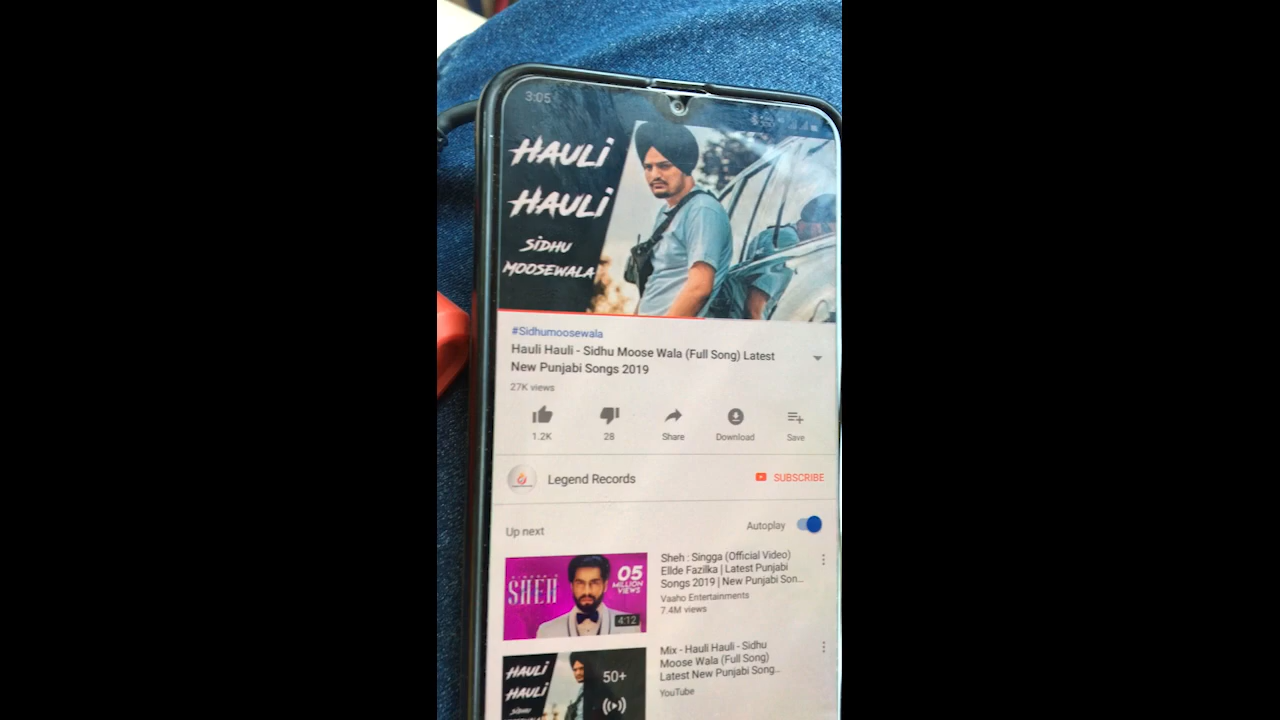 3:05
HAULI
HAULI
SIDHU
MOOSEWALA
#Sidhumoosewala
Hauli Hauli - Sidhu Moose Wala (Full Song) Latest
New Punjabi Songs 2019
27K views
1.2K
28
Share
Download
Save
Legend Records
SUBSCRIBE
Up next
Autoplay
SHEH
05
MILLION
VIEWS
4:12
Sheh : Singga (Official Video)
Ellde Fazilka | Latest Punjabi
Songs 2019 | New Punjabi Son...
Vaaho Entertainments
7.4M views
HAULI
HAULI
SIDHU
50+
Mix - Hauli Hauli - Sidhu
Moose Wala (Full Song)
Latest New Punjabi Song...
YouTube